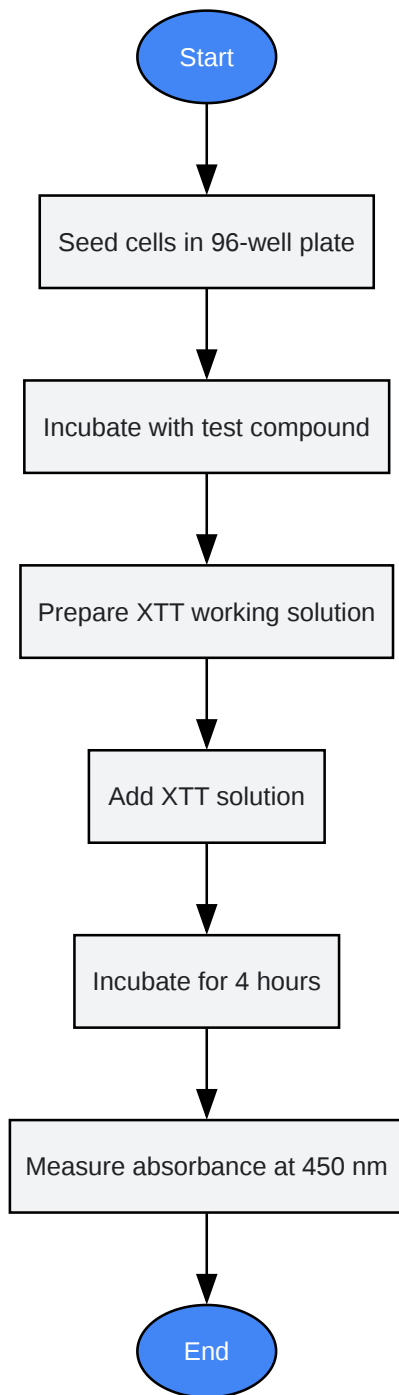 Start
Seed cells in 96-well plate
Incubate with test compound
Prepare XTT working solution
Add XTT solution
Incubate for 4 hours
Measure absorbance at 450 nm
End